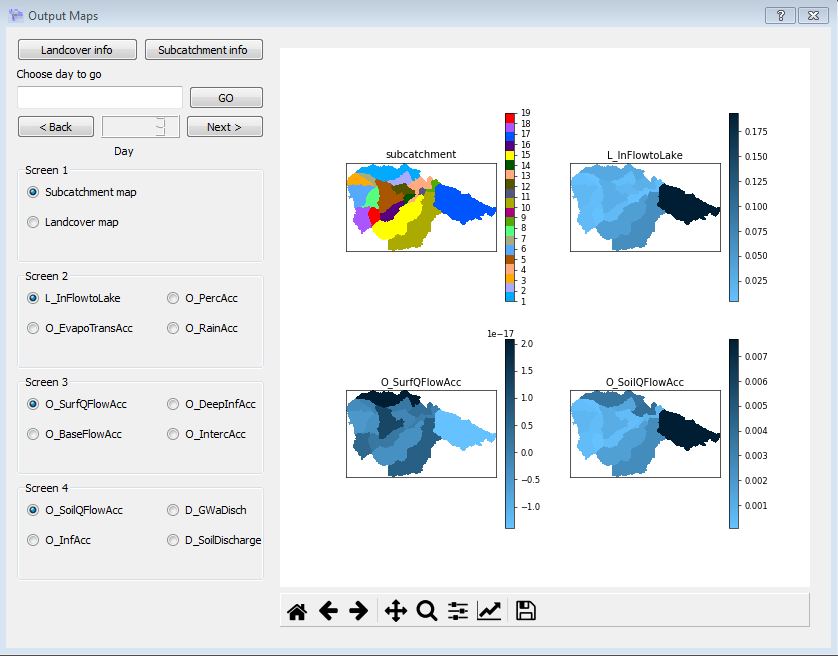 Output Maps
Landcover info
Subcatchment info
Choose day to go
GO
< Back
Next >
Day
Screen 1
Subcatchment map
Landcover map
Screen 2
L_InFlowtoLake
O_PercAcc
O_EvapoTransAcc
O_RainAcc
Screen 3
O_SurfQFlowAcc
O_DeepInfAcc
O_BaseFlowAcc
O_IntercAcc
Screen 4
O_SoilQFlowAcc
D_GWaDisch
O_InfAcc
D_SoilDischarge
subcatchment
19
18
17
16
15
14
13
12
11
10
9
8
7
6
5
4
3
2
1
L_InFlowtoLake
0.175
0.150
0.125
0.100
0.075
0.050
0.025
O_SurfQFlowAcc
1e−17
2.0
1.5
1.0
0.5
0.0
−0.5
−1.0
O_SoilQFlowAcc
0.007
0.006
0.005
0.004
0.003
0.002
0.001